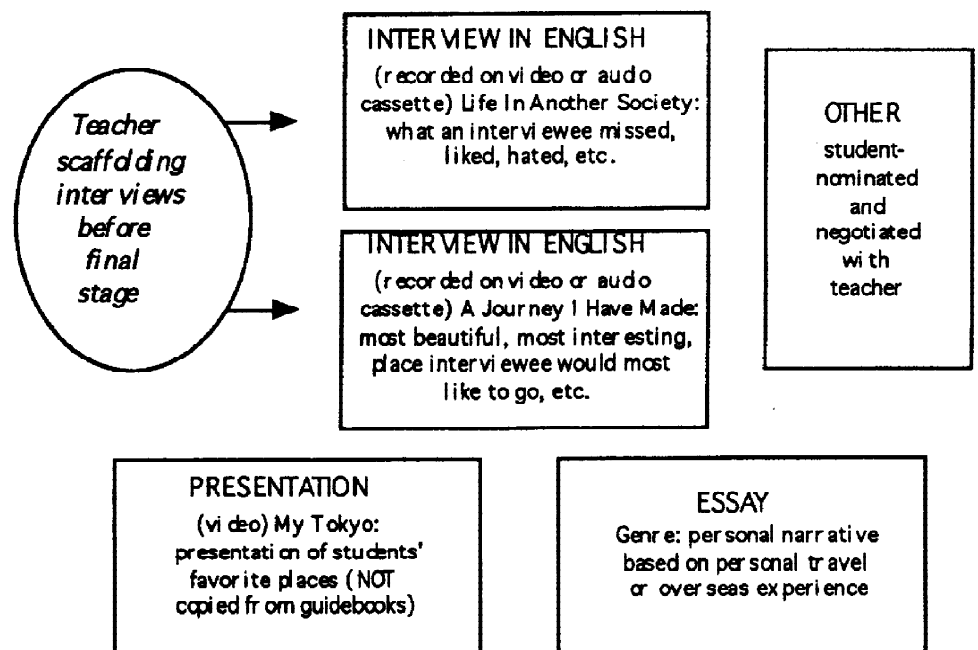 Teacher
scaffolding
interviews
before
final
stage
INTERVIEW IN ENGLISH
(recorded on video or audio
cassette) Life In Another Society:
what an interviewee missed,
liked, hated, etc.
INTERVIEW IN ENGLISH
(recorded on video or audio
cassette) A Journey I Have Made:
most beautiful, most interesting,
place interviewee would most
like to go, etc.
OTHER
student-
nominated
and
negotiated
with
teacher
PRESENTATION
(video) My Tokyo:
presentation of students'
favorite places (NOT
copied from guidebooks)
ESSAY
Genre: personal narrative
based on personal travel
or overseas experience